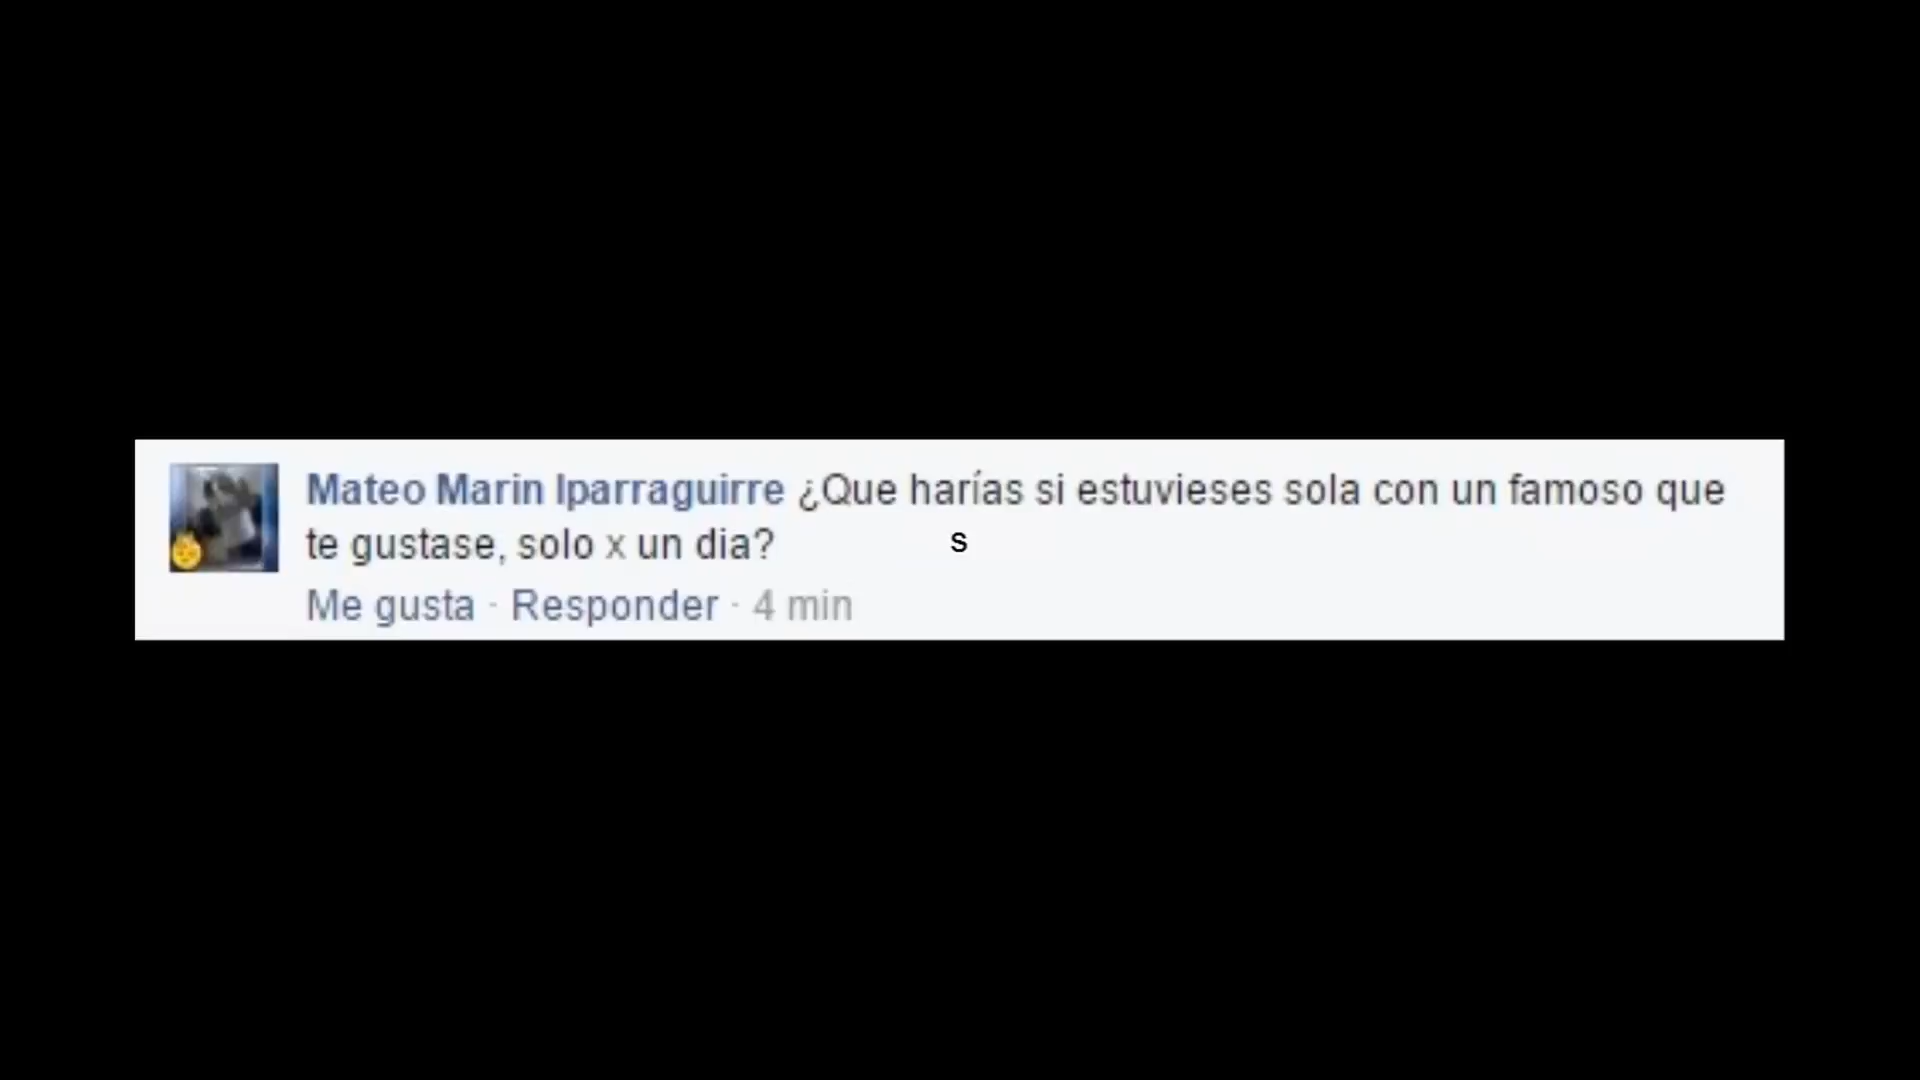 Mateo Marin Iparraguirre ¿Que harías si estuvieses sola con un famoso que
te gustase, solo x un dia?
s
Me gusta · Responder · 4 min